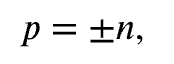 p = ±n,